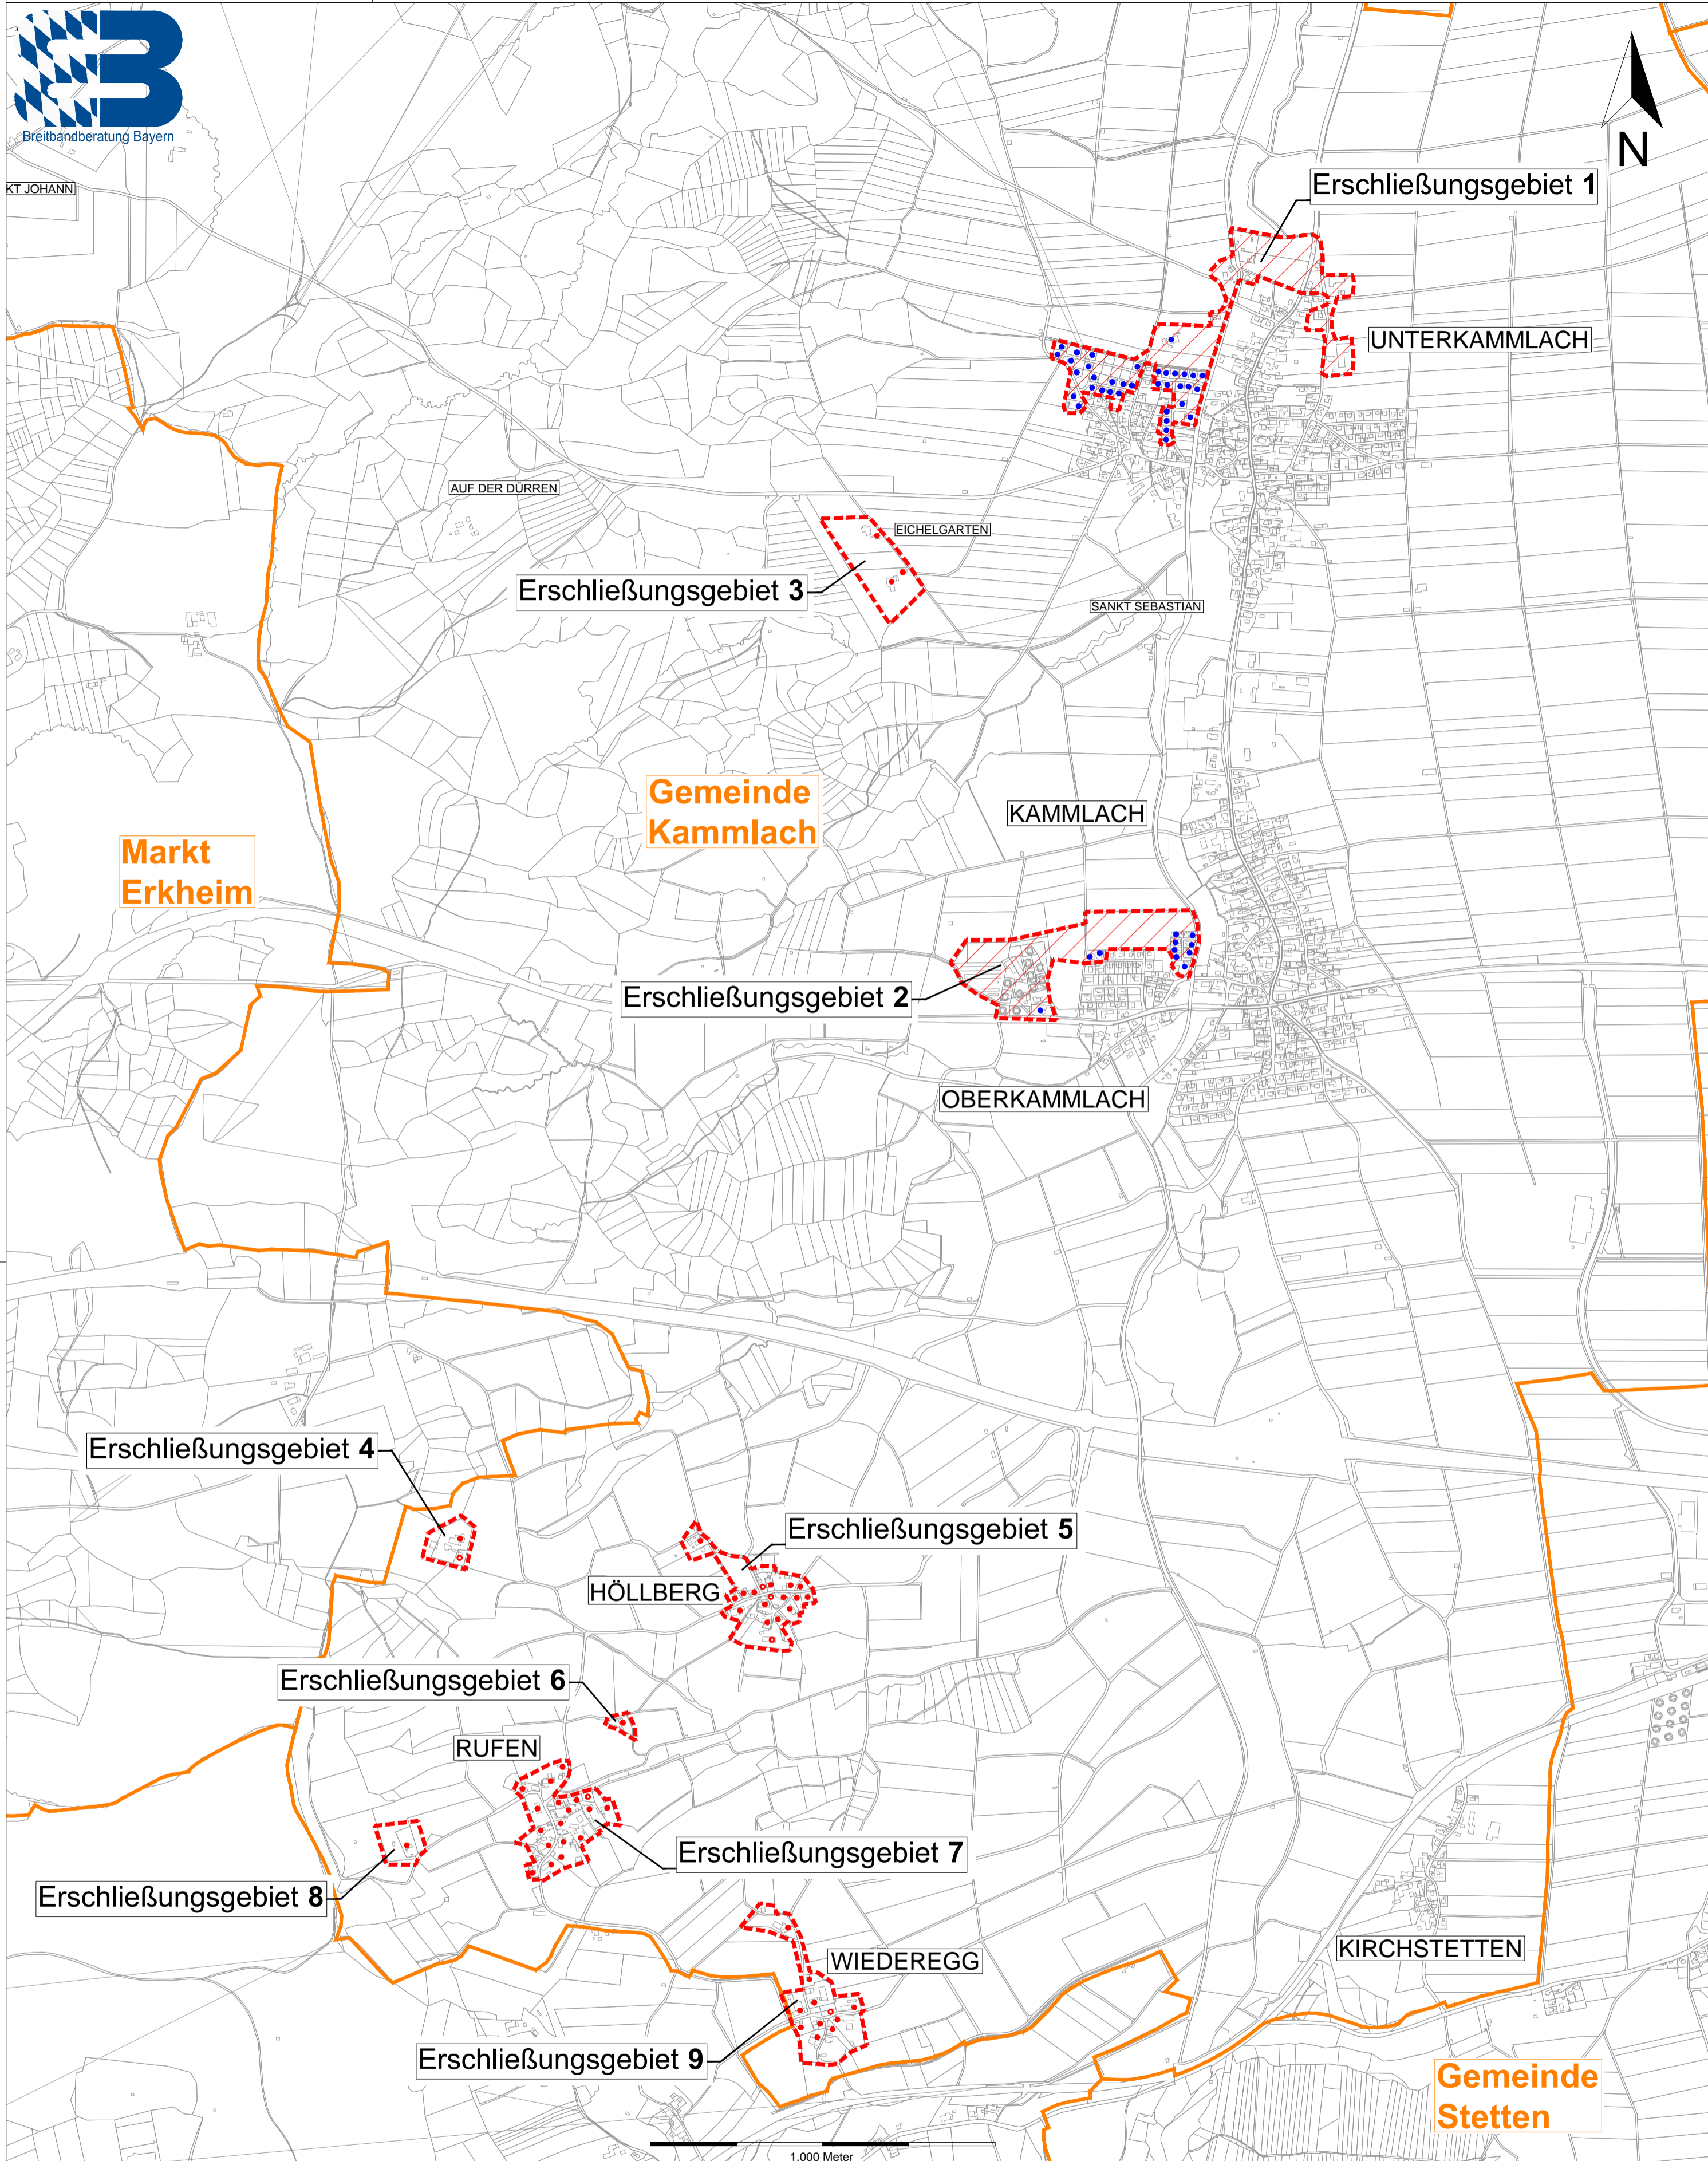 Breitbandberatung Bayern
KT JOHANN
N
Erschließungsgebiet 1
UNTERKAMMLACH
AUF DER DÜRREN
EICHELGARTEN
Erschließungsgebiet 3
SANKT SEBASTIAN
Gemeinde
Kammlach
KAMMLACH
Markt
Erkheim
Erschließungsgebiet 2
OBERKAMMLACH
Erschließungsgebiet 4
Erschließungsgebiet 5
HÖLLBERG
Erschließungsgebiet 6
RUFEN
Erschließungsgebiet 7
Erschließungsgebiet 8
WIEDEREGG
KIRCHSTETTEN
Erschließungsgebiet 9
Gemeinde
Stetten
1.000 Meter